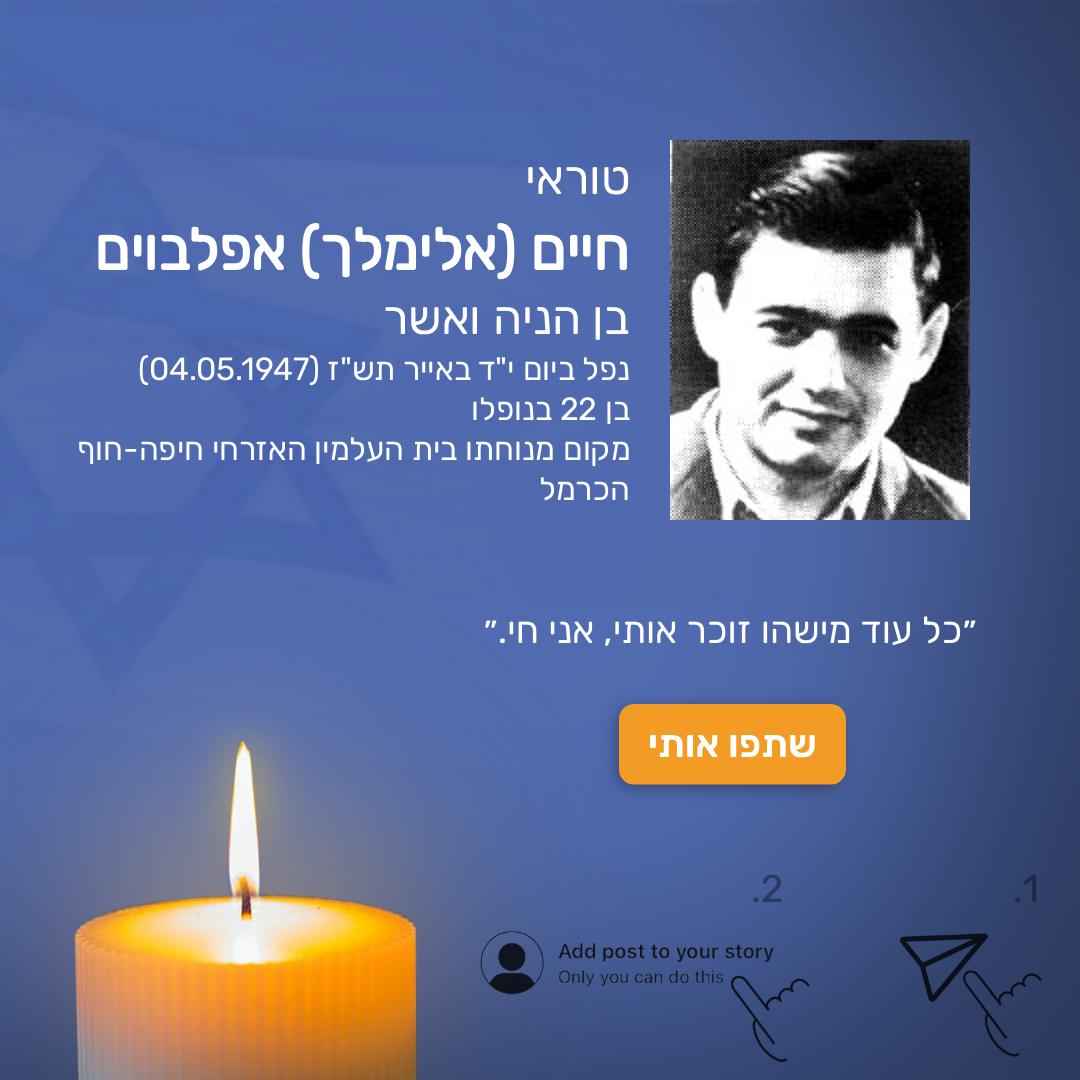 טוראי
חיים (אלימלך) אפלבוים
בן הניה ואשר
נפל ביום י"ד באייר תש"ז (04.05.1947)
בן 22 בנופלו
מקום מנוחתו בית העלמין האזרחי חיפה-חוף
הכרמל
״כל עוד מישהו זוכר אותי, אני חי.״
שתפו אותי
1.
2.
Add post to your story
Only you can do this